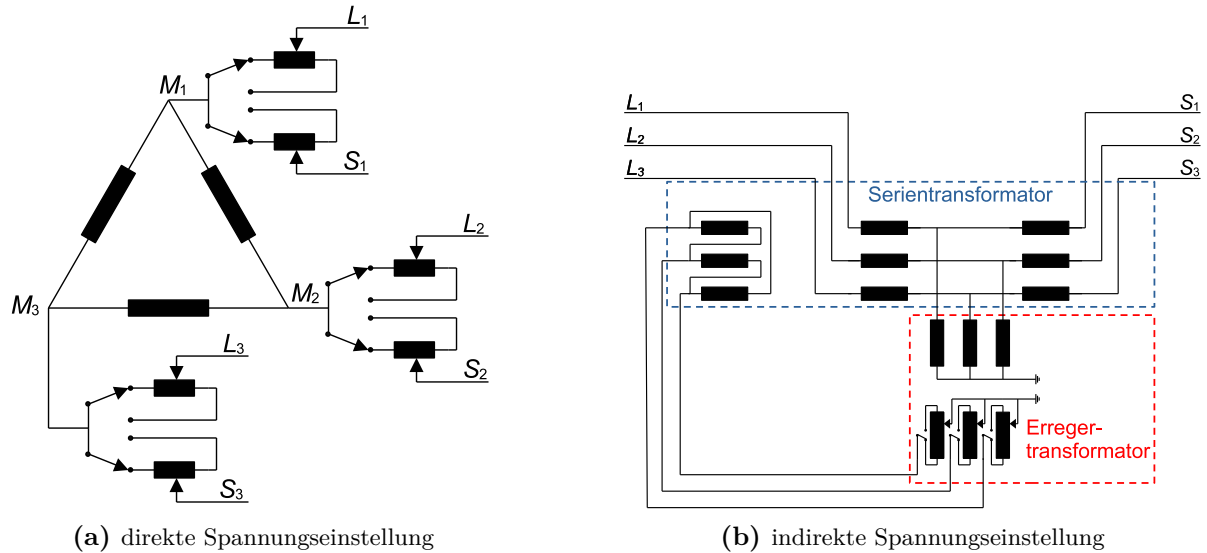 L1
M1
S1
L2
M3
M2
L3
S2
S3
(a) direkte Spannungseinstellung
L1
S1
L2
S2
L3
S3
Serientransformator
Erreger-
transformator
(b) indirekte Spannungseinstellung